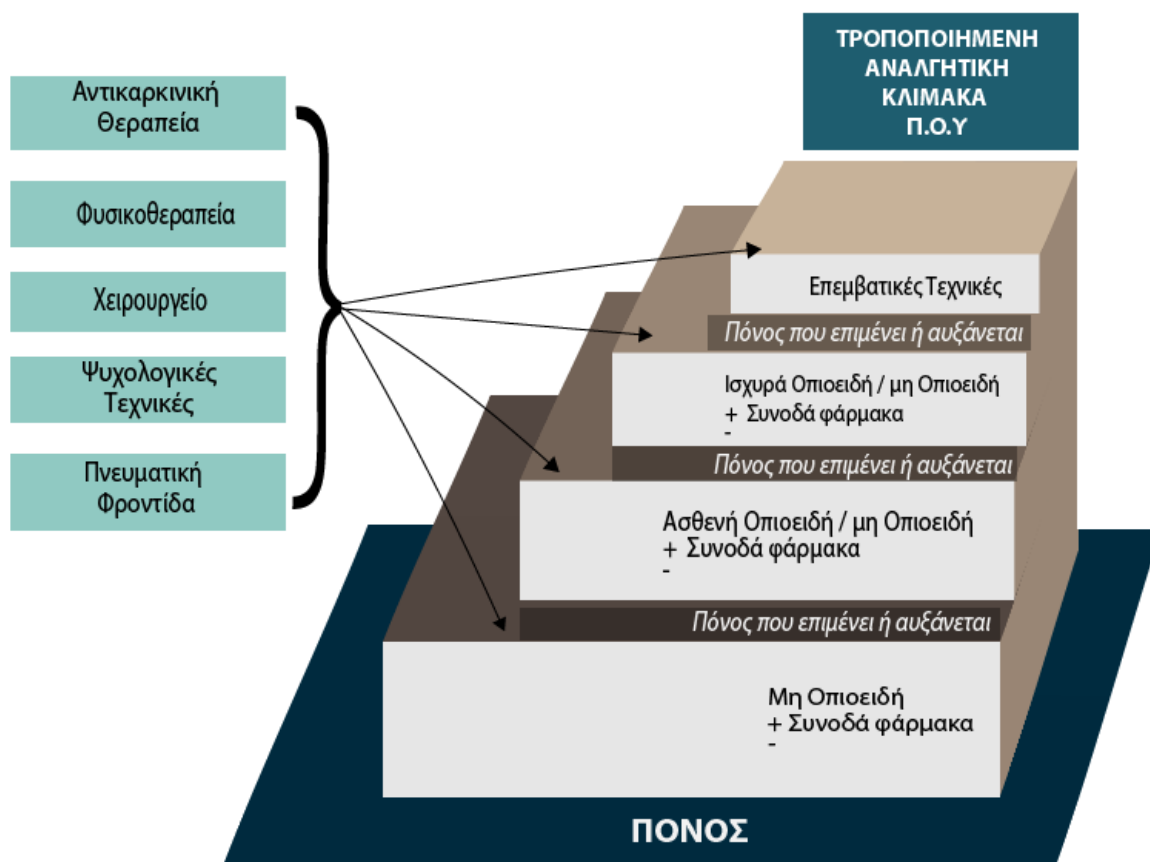 ΤΡΟΠΟΠΟΙΗΜΕΝΗ
ΑΝΑΛΓΗΤΙΚΗ
ΚΛΙΜΑΚΑ
Π.Ο.Υ
Αντικαρκινική
Θεραπεία
Φυσικοθεραπεία
Χειρουργείο
Ψυχολογικές
Τεχνικές
Πνευματική
Φροντίδα
Επεμβατικές Τεχνικές
Πόνος που επιμένει ή αυξάνεται
Ισχυρά Οπιοειδή / μη Οπιοειδή
+ Συνοδά φάρμακα
-
Πόνος που επιμένει ή αυξάνεται
Ασθενή Οπιοειδή / μη Οπιοειδή
+ Συνοδά φάρμακα
-
Πόνος που επιμένει ή αυξάνεται
Μη Οπιοειδή
+ Συνοδά φάρμακα
-
ΠΟΝΟΣ